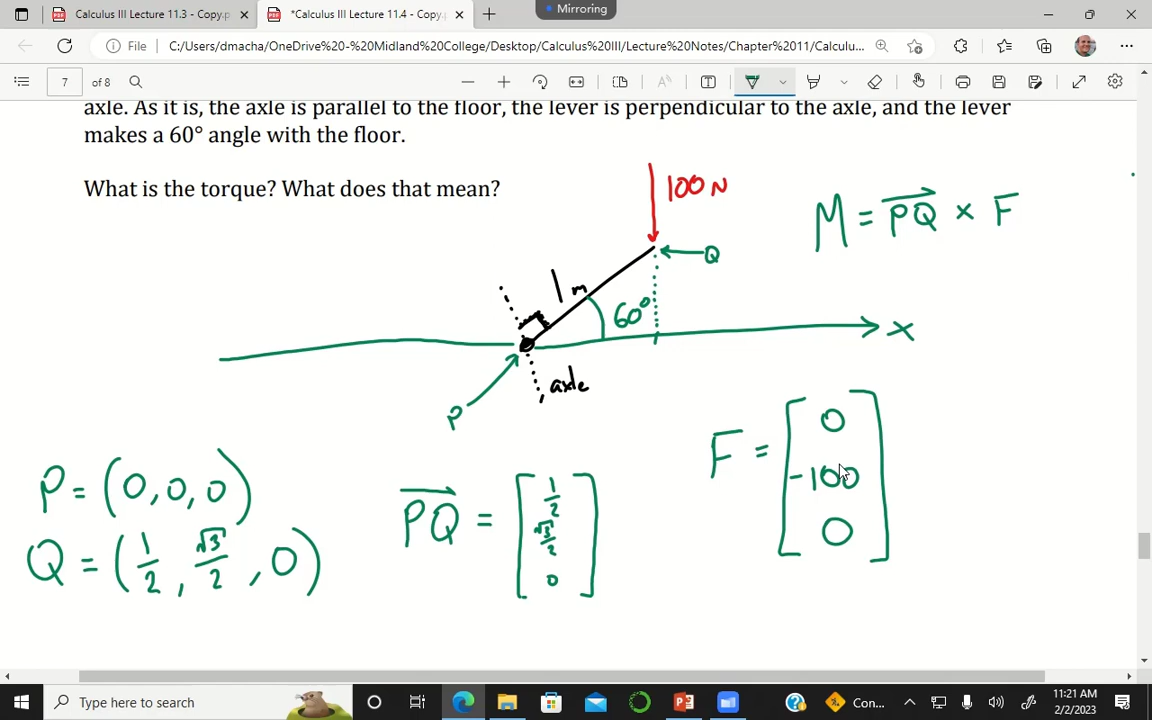 Calculus III Lecture 11.3 - Copy.p
*Calculus III Lecture 11.4 - Copy.
Mirroring
File
C:/Users/dmacha/OneDrive%20-%20Midland%20College/Desktop/Calculus%20III/Lecture%20Notes/Chapter%2011/Calculu...
7 of 8
axle. As it is, the axle is parallel to the floor, the lever is perpendicular to the axle, and the lever
makes a 60° angle with the floor.
What is the torque? What does that mean?
100 N
M = PQ × F
Q
1 m
60°
x
axle
P
F = [0
-100
0]
P = (0, 0, 0)
Q = (1/2, √3/2, 0)
PQ = [1/2
√3/2
0]
Type here to search
Con...
11:21 AM
2/2/2023